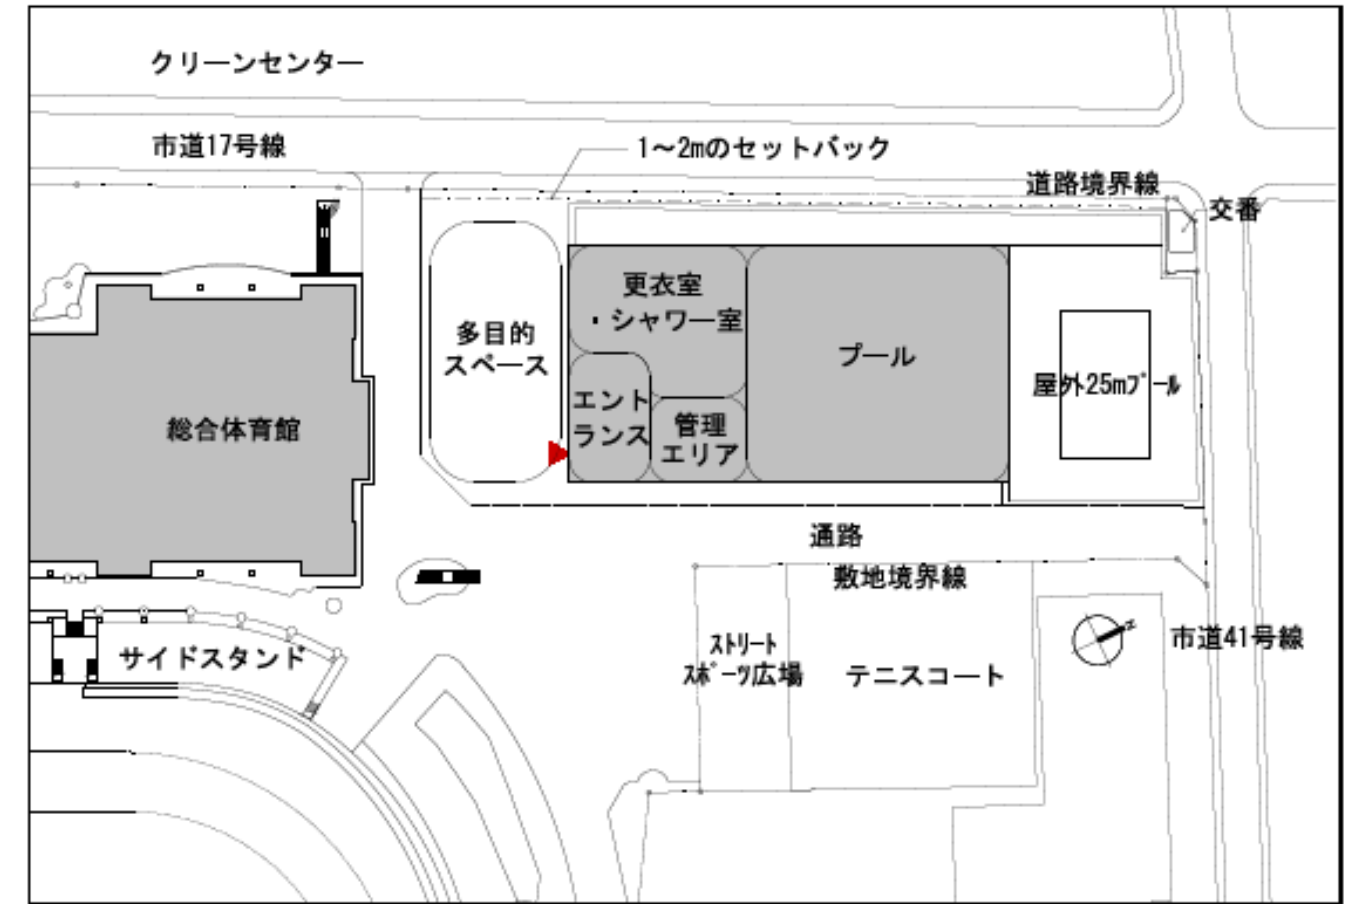 クリーンセンター
市道17号線
1～2mのセットバック
道路境界線
交番
更衣室
・シャワー室
多目的
スペース
プール
屋外25mﾌﾟｰﾙ
エント
ランス
管理
エリア
総合体育館
通路
敷地境界線
N
市道41号線
ｽﾄﾘｰﾄ
ｽﾎﾟｰﾂ広場
テニスコート
サイドスタンド